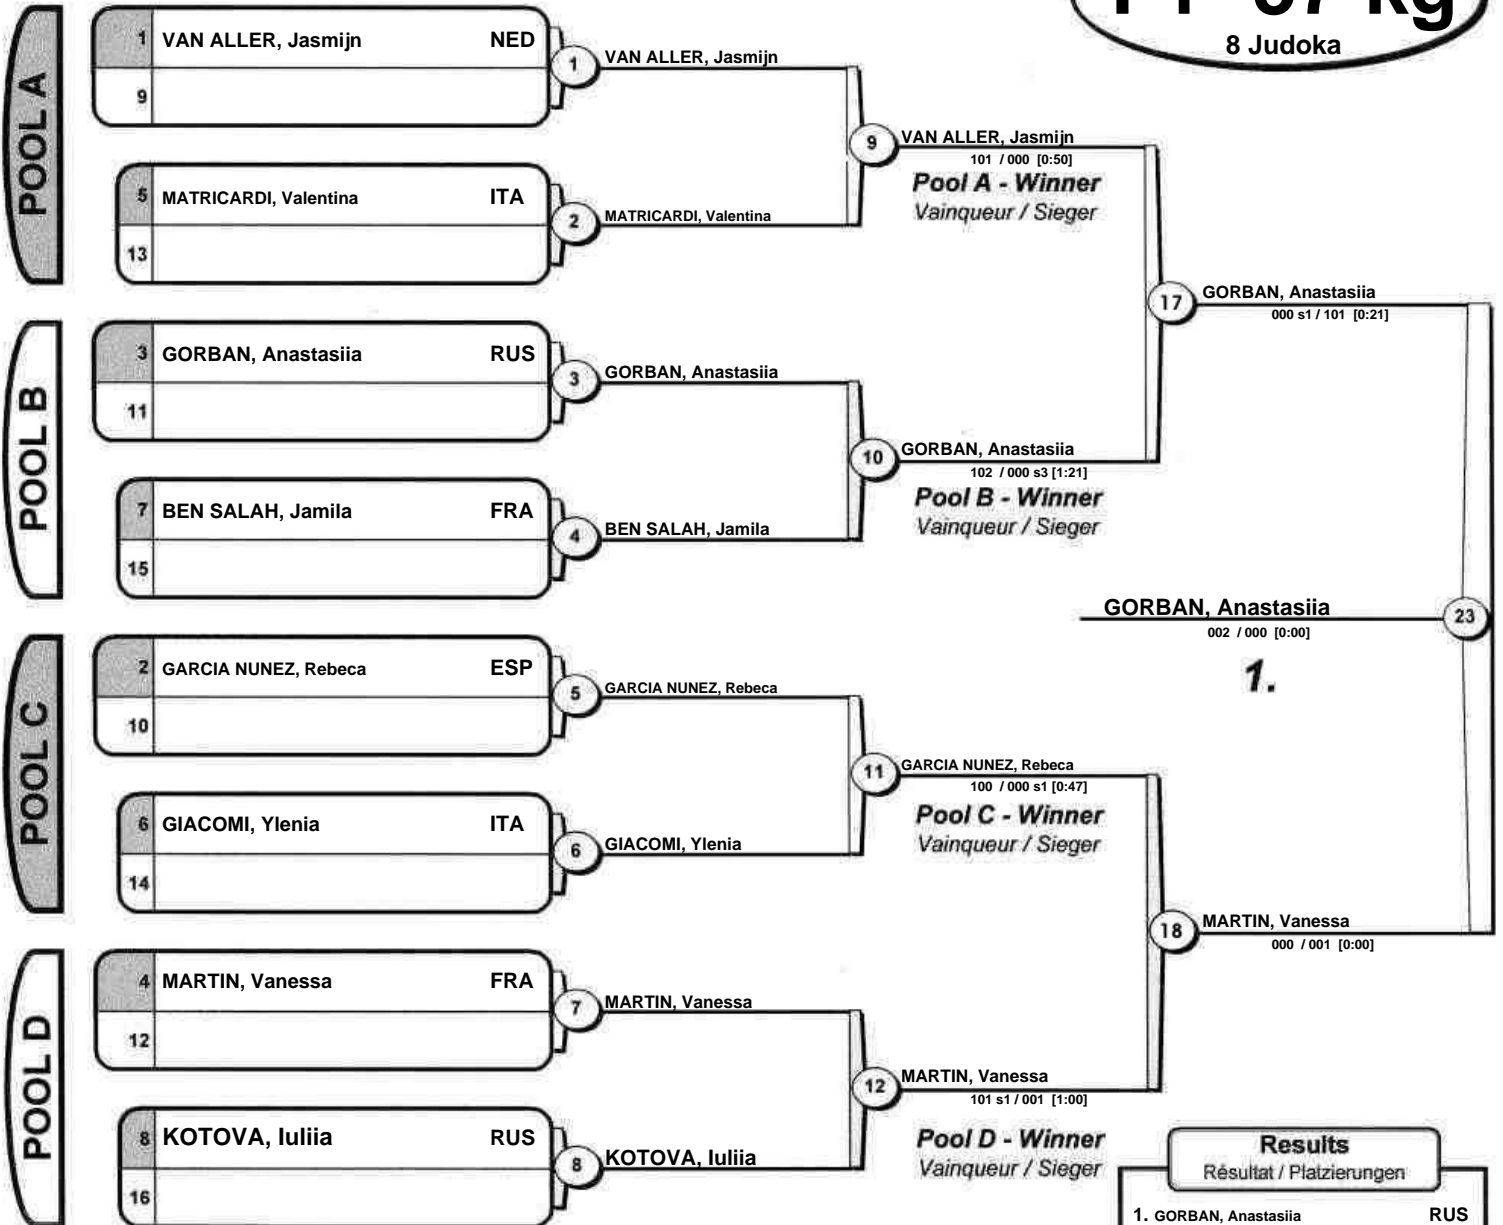 8 Judoka
POOL A
1 VAN ALLER, Jasmijn NED
9
1 VAN ALLER, Jasmijn
5 MATRICARDI, Valentina ITA
13
2 MATRICARDI, Valentina
9 VAN ALLER, Jasmijn
101 / 000 [0:50]
Pool A - Winner
Vainqueur / Sieger
POOL B
3 GORBAN, Anastasiia RUS
11
3 GORBAN, Anastasiia
7 BEN SALAH, Jamila FRA
15
4 BEN SALAH, Jamila
10 GORBAN, Anastasiia
102 / 000 s3 [1:21]
Pool B - Winner
Vainqueur / Sieger
17 GORBAN, Anastasiia
000 s1 / 101 [0:21]
POOL C
2 GARCIA NUNEZ, Rebeca ESP
10
5 GARCIA NUNEZ, Rebeca
6 GIACOMI, Ylenia ITA
14
6 GIACOMI, Ylenia
11 GARCIA NUNEZ, Rebeca
100 / 000 s1 [0:47]
Pool C - Winner
Vainqueur / Sieger
POOL D
4 MARTIN, Vanessa FRA
12
7 MARTIN, Vanessa
8 KOTOVA, Iuliia RUS
16
8 KOTOVA, Iuliia
12 MARTIN, Vanessa
101 s1 / 001 [1:00]
Pool D - Winner
Vainqueur / Sieger
18 MARTIN, Vanessa
000 / 001 [0:00]
GORBAN, Anastasiia 23
002 / 000 [0:00]
1.
Results
Résultat / Platzierungen
1. GORBAN, Anastasiia RUS